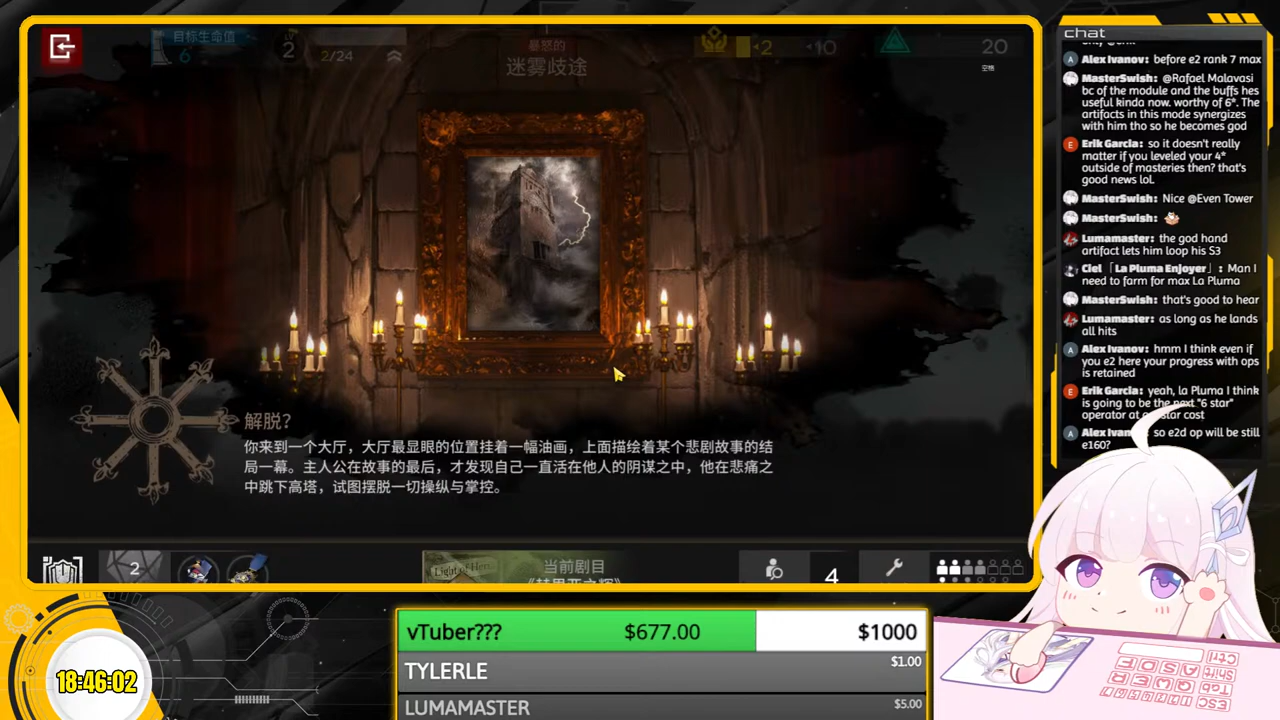 目标生命值
6
LV
2
2/24
暴怒的
迷雾歧途
2
10
20
空格
解脱?
你来到一个大厅，大厅最显眼的位置挂着一幅油画，上面描绘着某个悲剧故事的结
局一幕。主人公在故事的最后，才发现自己一直活在他人的阴谋之中，他在悲痛之
中跳下高塔，试图摆脱一切操纵与掌控。
2
当前剧目
4
chat
Alex Ivanov: before e2 rank 7 max
MasterSwish: @Rafael Malavasi
bc of the module and the buffs hes
useful kinda now. worthy of 6*. The
artifacts in this mode synergizes
with him tho so he becomes god
Erik Garcia: so it doesn't really
matter if you leveled your 4*
outside of masteries then? that's
good news lol.
MasterSwish: Nice @Even Tower
MasterSwish:
Lumamaster: the god hand
artifact lets him loop his S3
Ciel「La Pluma Enjoyer」: Man I
need to farm for max La Pluma
MasterSwish: that's good to hear
Lumamaster: as long as he lands
all hits
Alex Ivanov: hmm I think even if
you e2 here your progress with ops
is retained
Erik Garcia: yeah, la Pluma I think
is going to be the next "6 star"
operator at star cost
Alex so e2d op will be still
e160?
18:46:02
vTuber??? $677.00 $1000
TYLERLE $1.00
LUMAMASTER $5.00